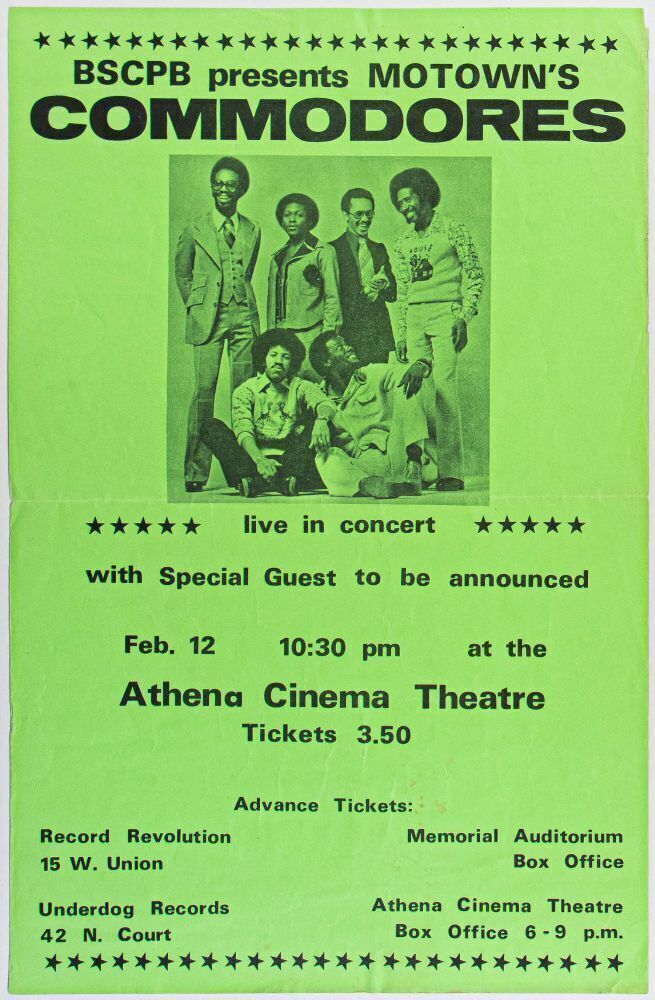 BSCPB presents MOTOWN'S
COMMODORES
HOUSE
★★★★★ live in concert ★★★★★
with Special Guest to be announced
Feb. 12 10:30 pm at the
Athena Cinema Theatre
Tickets 3.50
Advance Tickets:
Record Revolution
15 W. Union
Memorial Auditorium
Box Office
Underdog Records
42 N. Court
Athena Cinema Theatre
Box Office 6-9 p.m.